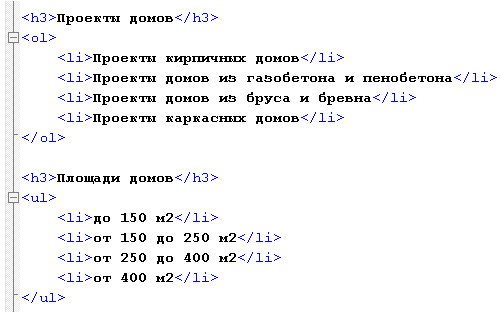 <h3>Проекты домов</h3>
<ol>
<li>Проекты кирпичных домов</li>
<li>Проекты домов из газобетона и пенобетона</li>
<li>Проекты домов из бруса и бревна</li>
<li>Проекты каркасных домов</li>
</ol>
<h3>Площади домов</h3>
<ul>
<li>до 150 м2</li>
<li>от 150 до 250 м2</li>
<li>от 250 до 400 м2</li>
<li>от 400 м2</li>
</ul>